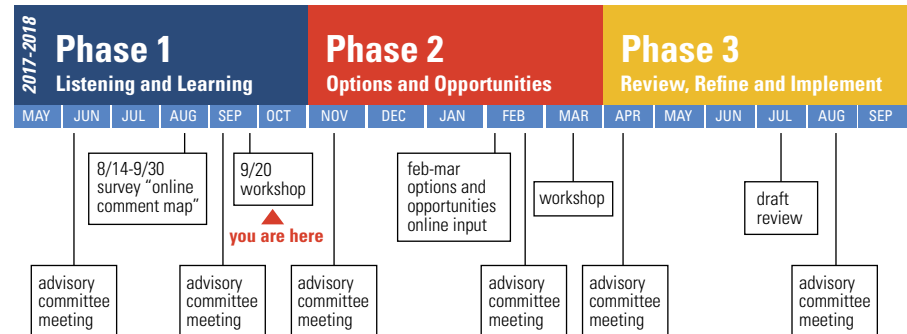 2017-2018
Phase 1
Listening and Learning
Phase 2
Options and Opportunities
Phase 3
Review, Refine and Implement
MAY JUN JUL AUG SEP OCT NOV DEC JAN FEB MAR APR MAY JUN JUL AUG SEP
8/14-9/30
survey "online
comment map"
9/20
workshop
you are here
feb-mar
options and
opportunities
online input
workshop
draft
review
advisory
committee
meeting
advisory
committee
meeting
advisory
committee
meeting
advisory
committee
meeting
advisory
committee
meeting
advisory
committee
meeting